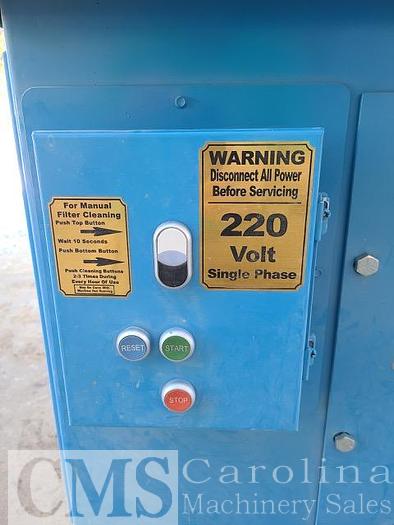 For Manual
Filter Cleaning
Push Top Button
Wait 10 Seconds
Push Bottom Button
Push Cleaning Buttons
2-3 Times During
Every Hour Of Use
WARNING
Disconnect All Power
Before Servicing
220
Volt
Single Phase
RESET
START
STOP
CMS Carolina
Machinery Sales